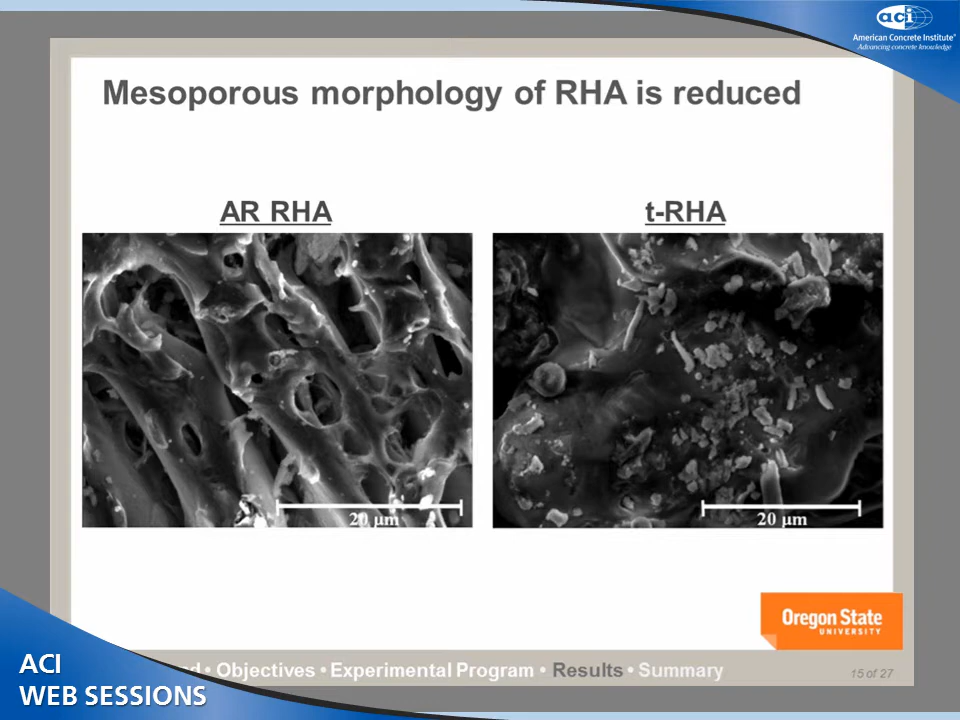 aci
American Concrete Institute®
Advancing concrete knowledge
Mesoporous morphology of RHA is reduced
AR RHA
t-RHA
20 µm
20 µm
Oregon State
UNIVERSITY
• Objectives • Experimental Program • Results • Summary
15 of 27
ACI
WEB SESSIONS